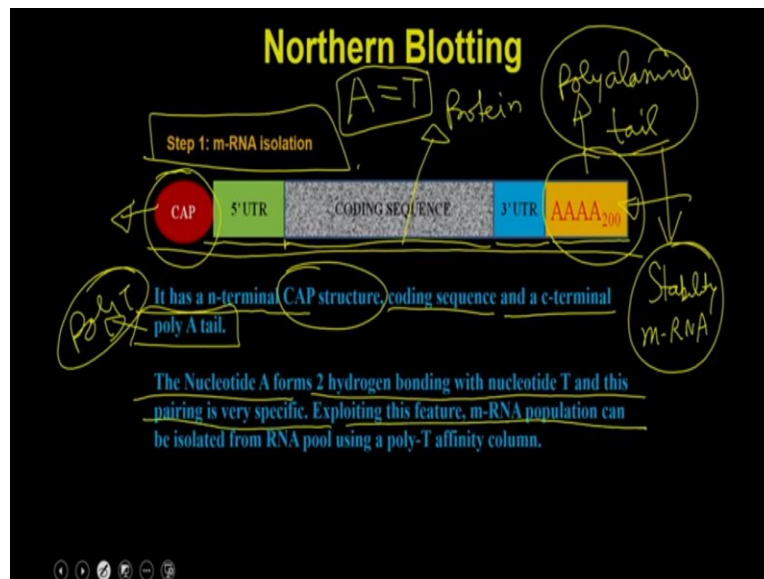 Northern Blotting
A=T
Protein
Polyalanine
tail
Step 1: m-RNA isolation
CAP
5'UTR
CODING SEQUENCE
3'UTR
AAAA200
Poly T
It has a n-terminal CAP structure, coding sequence and a c-terminal
poly A tail.
Stability
m-RNA
The Nucleotide A forms 2 hydrogen bonding with nucleotide T and this
pairing is very specific. Exploiting this feature, m-RNA population can
be isolated from RNA pool using a poly-T affinity column.